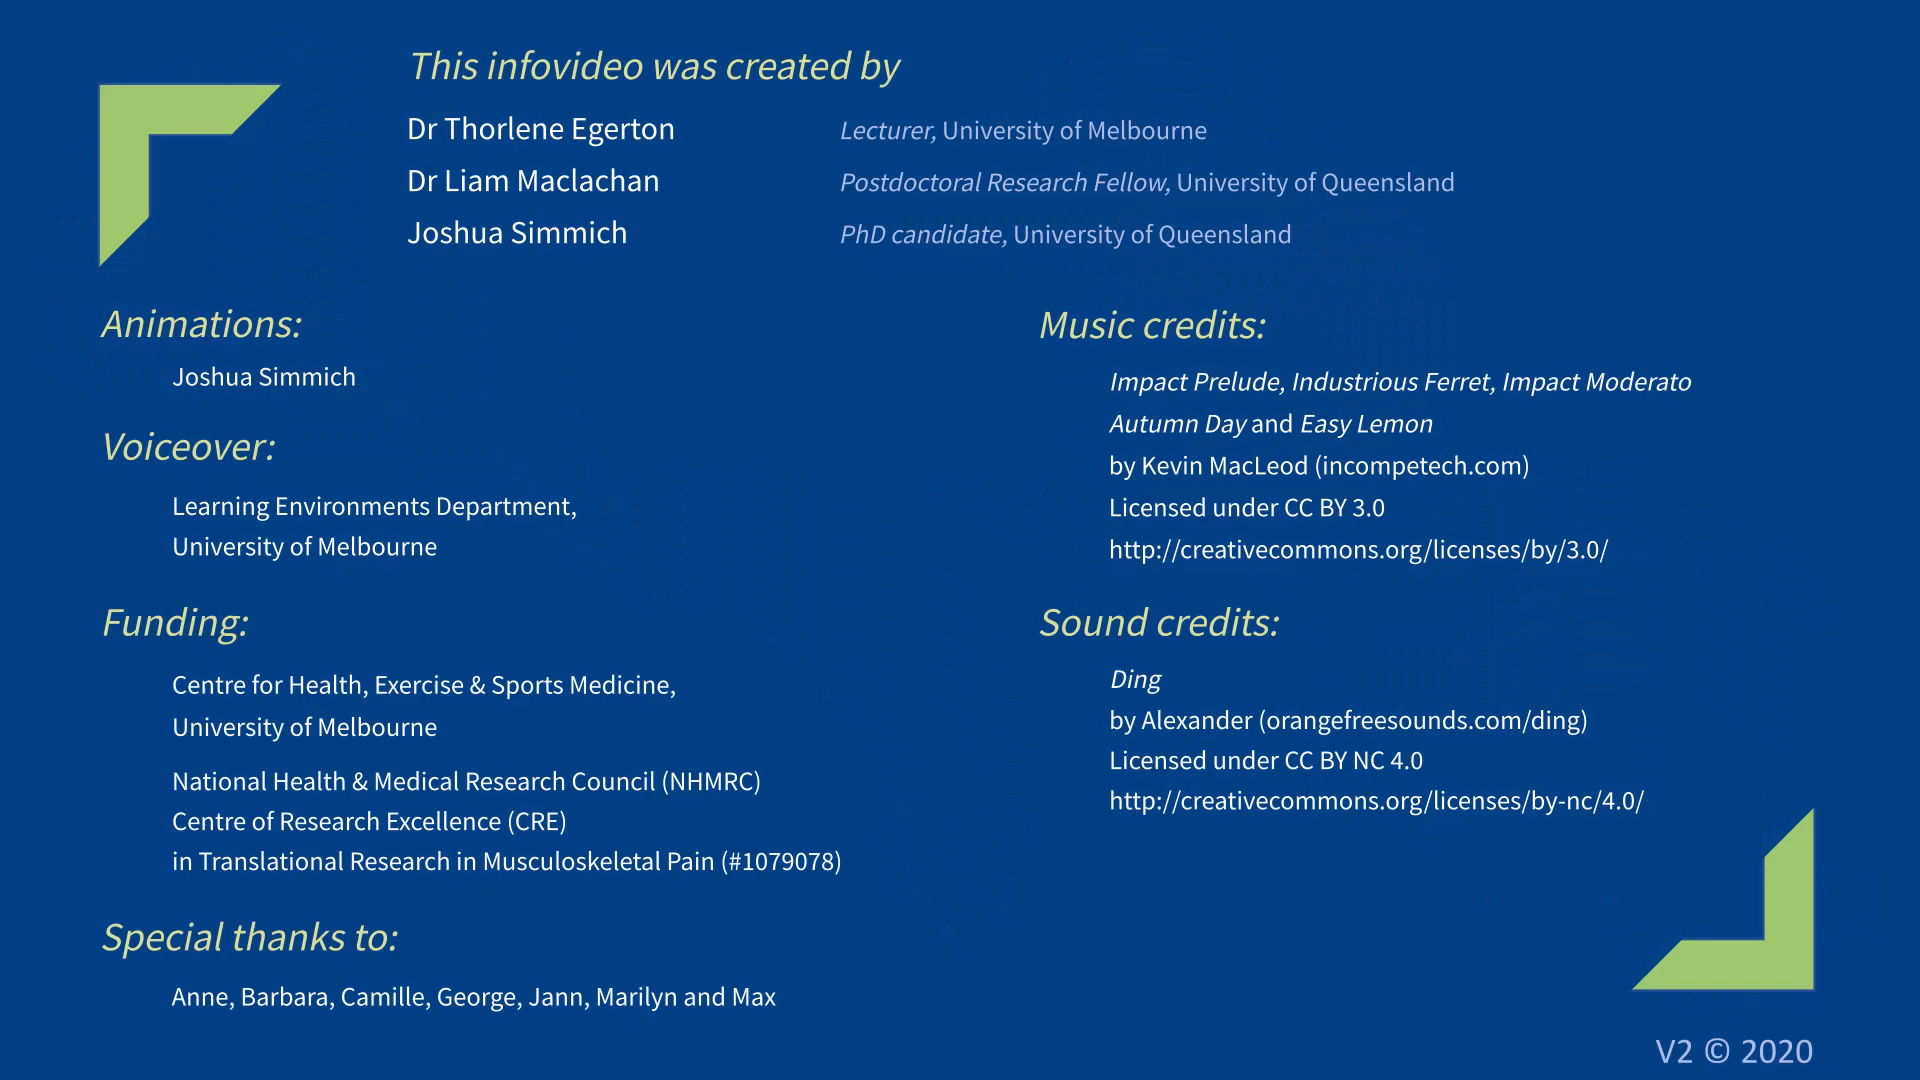 This infovideo was created by
Dr Thorlene Egerton Lecturer, University of Melbourne
Dr Liam Maclachan Postdoctoral Research Fellow, University of Queensland
Joshua Simmich PhD candidate, University of Queensland
Animations:
Joshua Simmich
Voiceover:
Learning Environments Department,
University of Melbourne
Funding:
Centre for Health, Exercise & Sports Medicine,
University of Melbourne
National Health & Medical Research Council (NHMRC)
Centre of Research Excellence (CRE)
in Translational Research in Musculoskeletal Pain (#1079078)
Special thanks to:
Anne, Barbara, Camille, George, Jann, Marilyn and Max
Music credits:
Impact Prelude, Industrious Ferret, Impact Moderato
Autumn Day and Easy Lemon
by Kevin MacLeod (incompetech.com)
Licensed under CC BY 3.0
http://creativecommons.org/licenses/by/3.0/
Sound credits:
Ding
by Alexander (orangefreesounds.com/ding)
Licensed under CC BY NC 4.0
http://creativecommons.org/licenses/by-nc/4.0/
V2 © 2020